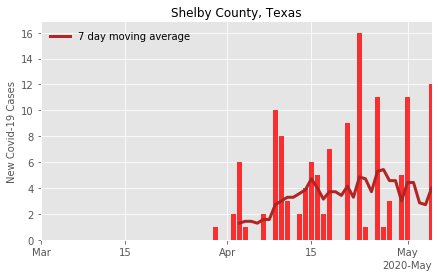 Shelby County, Texas
7 day moving average
New Covid-19 Cases
16
14
12
10
8
6
4
2
0
Mar
15
Apr
15
May
2020-May